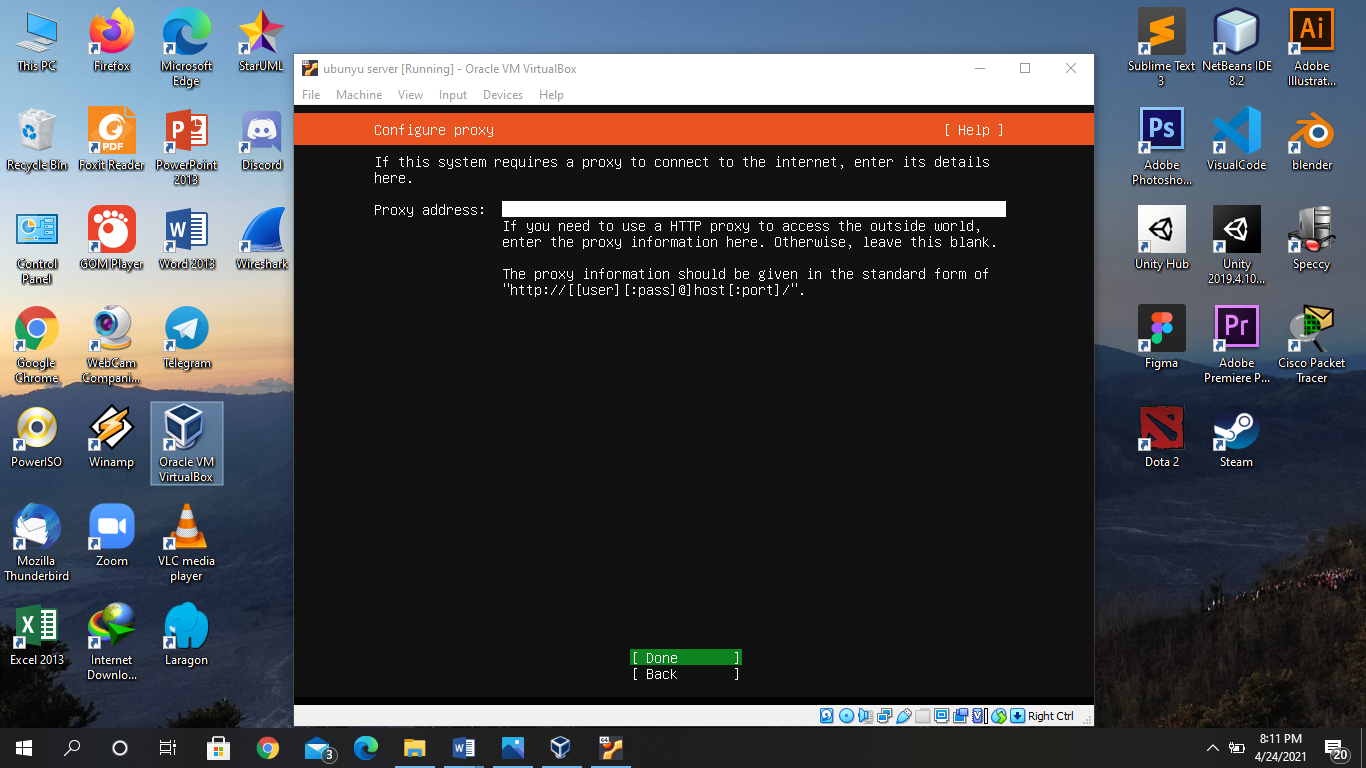 This PC
Firefox
Microsoft
Edge
StarUML
Recycle Bin
Foxit Reader
PowerPoint
2013
Discord
Control
Panel
GOM Player
Word 2013
Wireshark
Google
Chrome
WebCam
Compani...
Telegram
PowerISO
Winamp
Oracle VM
VirtualBox
Mozilla
Thunderbird
Zoom
VLC media
player
Excel 2013
Internet
Downlo...
Laragon
PDF
ubunyu server [Running] - Oracle VM VirtualBox
File Machine View Input Devices Help
Configure proxy [ Help ]
If this system requires a proxy to connect to the internet, enter its details
here.
Proxy address:
If you need to use a HTTP proxy to access the outside world,
enter the proxy information here. Otherwise, leave this blank.
The proxy information should be given in the standard form of
"http://[[user][:pass]@]host[:port]/".
[ Done ]
[ Back ]
Right Ctrl
Sublime Text
3
NetBeans IDE
8.2
Ai
Adobe
Illustrat...
Ps
Adobe
Photosho...
VisualCode
blender
Unity Hub
Unity
2019.4.10...
Speccy
Figma
Pr
Adobe
Premiere P...
Cisco Packet
Tracer
Dota 2
Steam
3
8:11 PM
4/24/2021
20